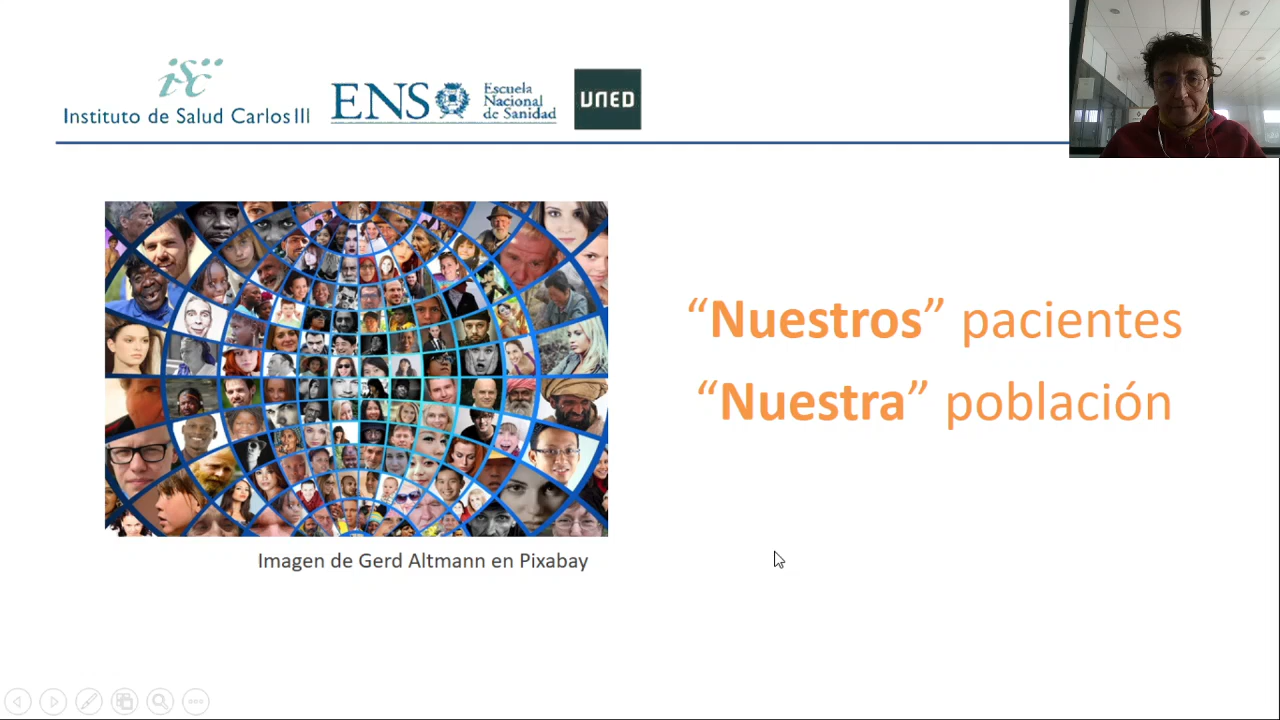 isc
Instituto de Salud Carlos III
ENS
Escuela
Nacional
de Sanidad
UNED
“Nuestros” pacientes
“Nuestra” población
Imagen de Gerd Altmann en Pixabay